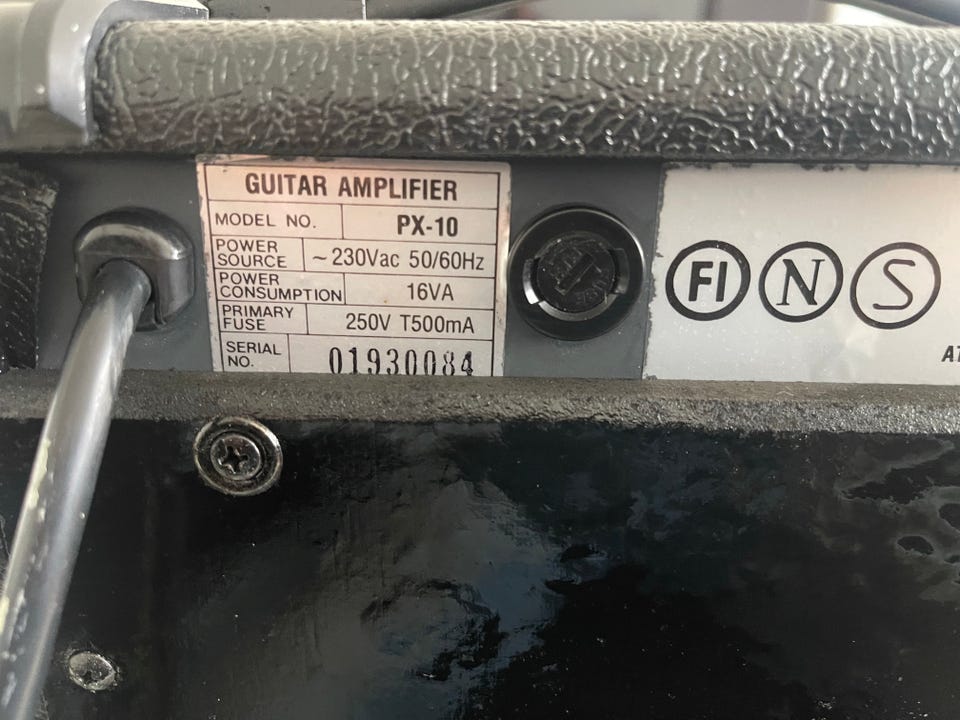 GUITAR AMPLIFIER
MODEL NO. PX-10
POWER SOURCE ~230Vac 50/60Hz
POWER CONSUMPTION 16VA
PRIMARY FUSE 250V T500mA
SERIAL NO. 01930084
FI N S
AT